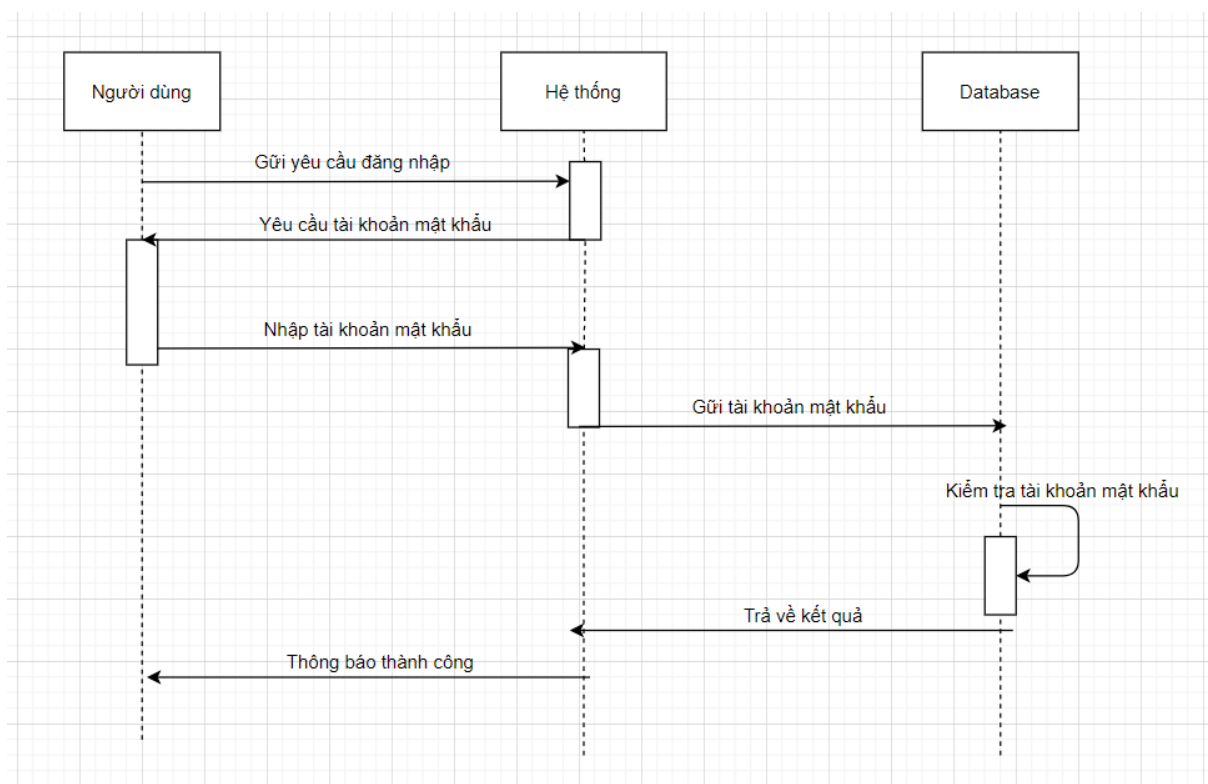 Người dùng
Hệ thống
Database
Gữi yêu cầu đăng nhập
Yêu cầu tài khoản mật khẩu
Nhập tài khoản mật khẩu
Gữi tài khoản mật khẩu
Kiểm tra tài khoản mật khẩu
Trả về kết quả
Thông báo thành công